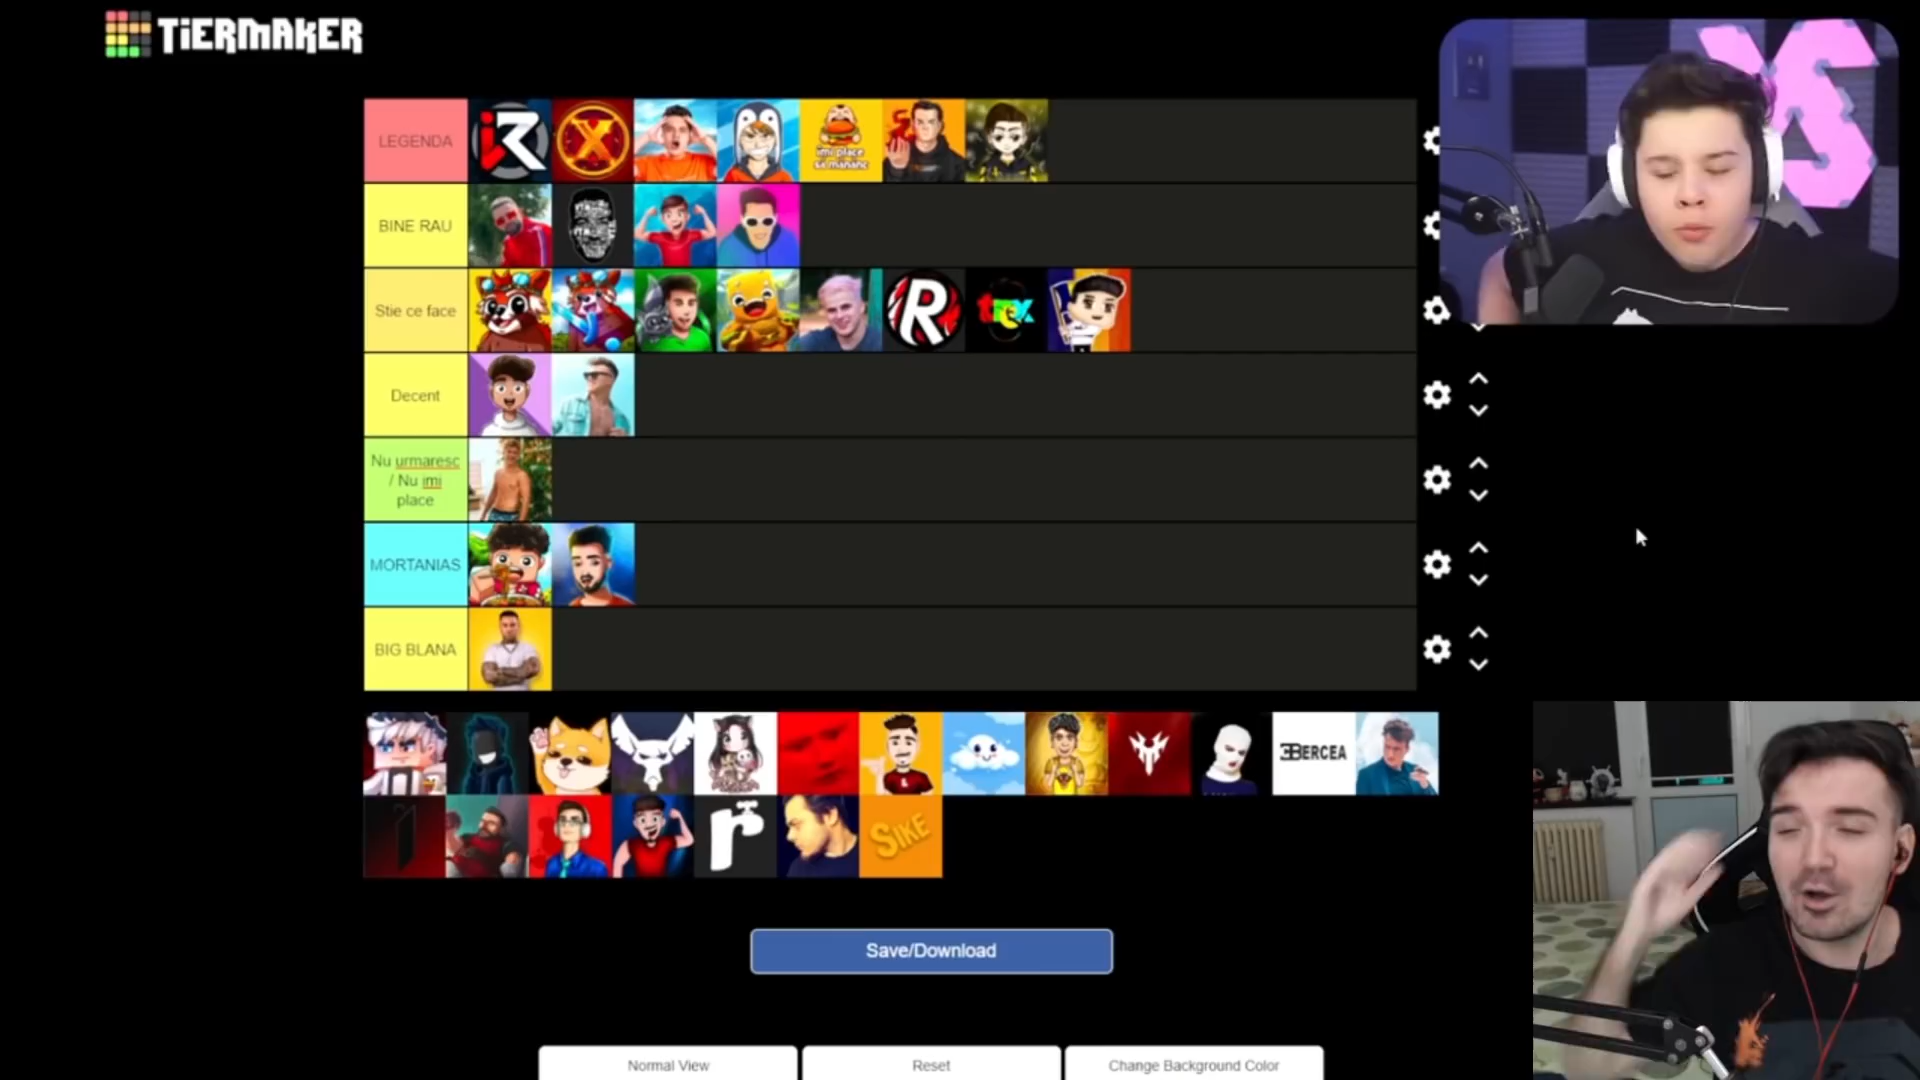 TiERMAKER
LEGENDA
iR
X
imi place
sa mananc
BINE RAU
Stie ce face
R
Decent
Nu urmaresc
/ Nu imi
place
MORTANIAS
BIG BLANA
BERCEA
r
SIKE
Save/Download
Normal View
Reset
Change Background Color